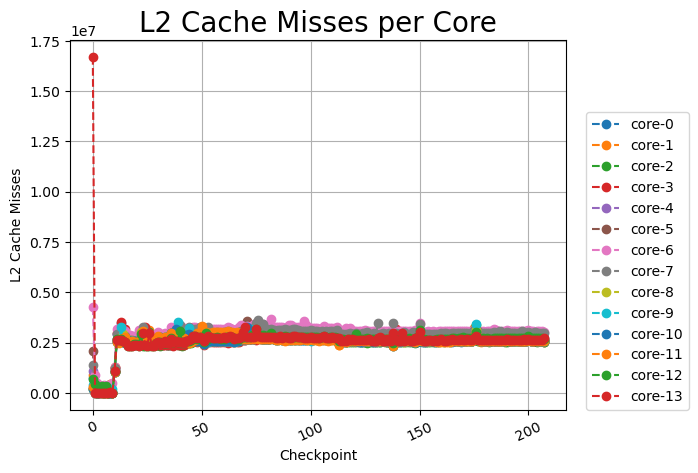 L2 Cache Misses per Core
1e7
1.75
1.50
1.25
1.00
0.75
0.50
0.25
0.00
L2 Cache Misses
0
50
100
150
200
Checkpoint
core-0
core-1
core-2
core-3
core-4
core-5
core-6
core-7
core-8
core-9
core-10
core-11
core-12
core-13